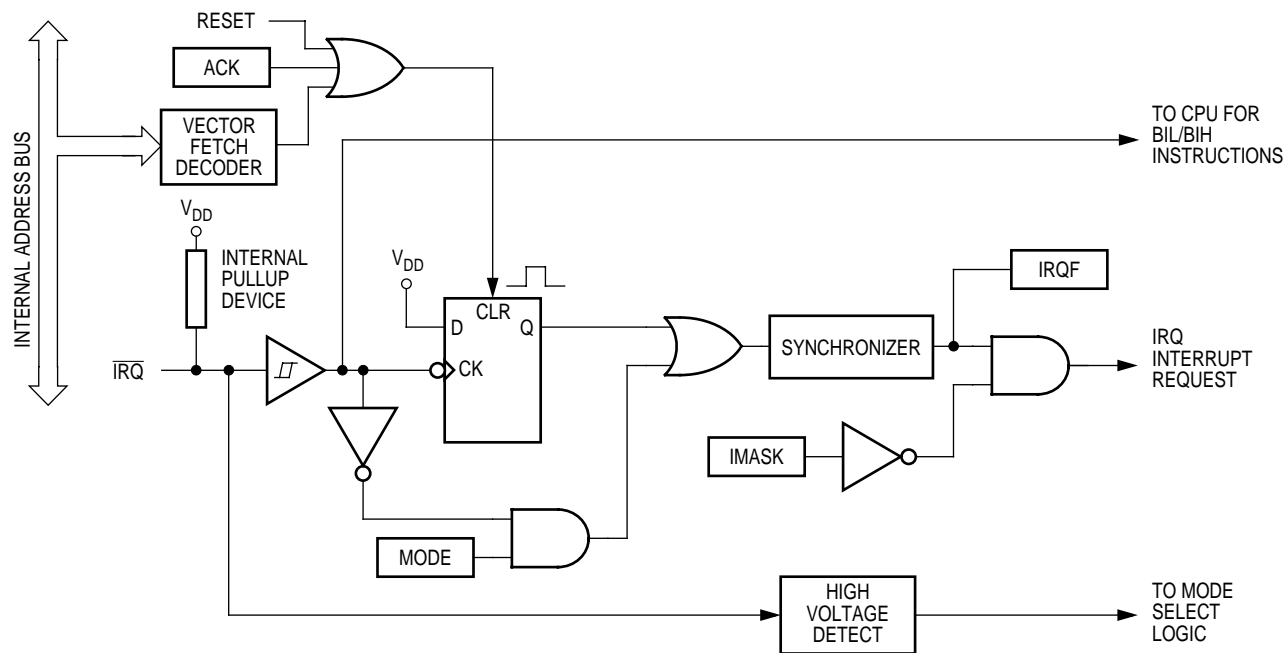 RESET
ACK
VECTOR
FETCH
DECODER
INTERNAL ADDRESS BUS
TO CPU FOR
BIL/BIH
INSTRUCTIONS
VDD
INTERNAL
PULLUP
DEVICE
VDD
CLR
D
Q
CK
IRQ
SYNCHRONIZER
IRQF
IRQ
INTERRUPT
REQUEST
IMASK
MODE
HIGH
VOLTAGE
DETECT
TO MODE
SELECT
LOGIC